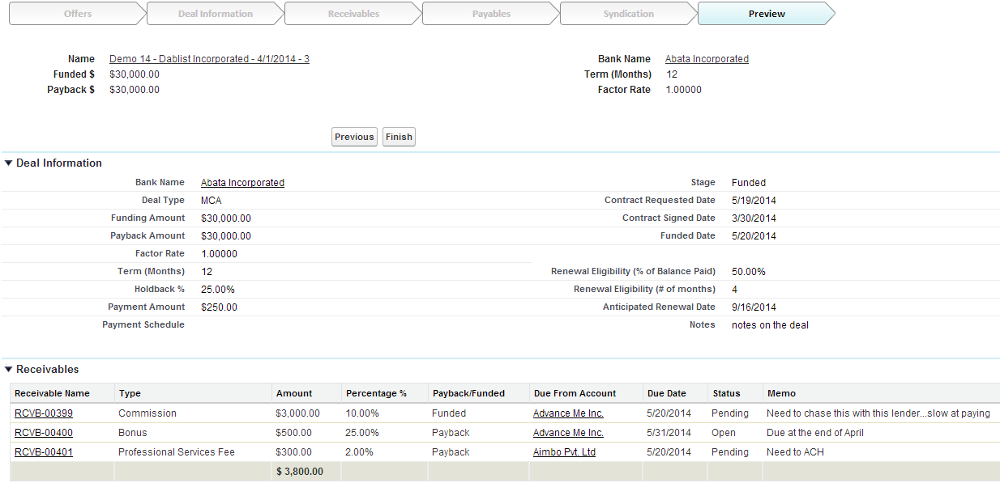 Offers Deal Information Receivables Payables Syndication Preview
Name Demo 14 - Dablist Incorporated - 4/1/2014 - 3 Bank Name Abata Incorporated
Funded $ $30,000.00 Term (Months) 12
Payback $ $30,000.00 Factor Rate 1.00000
Previous Finish
Deal Information
Bank Name Abata Incorporated Stage Funded
Deal Type MCA Contract Requested Date 5/19/2014
Funding Amount $30,000.00 Contract Signed Date 3/30/2014
Payback Amount $30,000.00 Funded Date 5/20/2014
Factor Rate 1.00000
Term (Months) 12 Renewal Eligibility (% of Balance Paid) 50.00%
Holdback % 25.00% Renewal Eligibility (# of months) 4
Payment Amount $250.00 Anticipated Renewal Date 9/16/2014
Payment Schedule Notes notes on the deal
Receivables
Receivable Name Type Amount Percentage % Payback/Funded Due From Account Due Date Status Memo
RCVB-00399 Commission $3,000.00 10.00% Funded Advance Me Inc. 5/20/2014 Pending Need to chase this with this lender...slow at paying
RCVB-00400 Bonus $500.00 25.00% Payback Advance Me Inc. 5/31/2014 Open Due at the end of April
RCVB-00401 Professional Services Fee $300.00 2.00% Payback Aimbo Pvt. Ltd 5/20/2014 Pending Need to ACH
$ 3,800.00